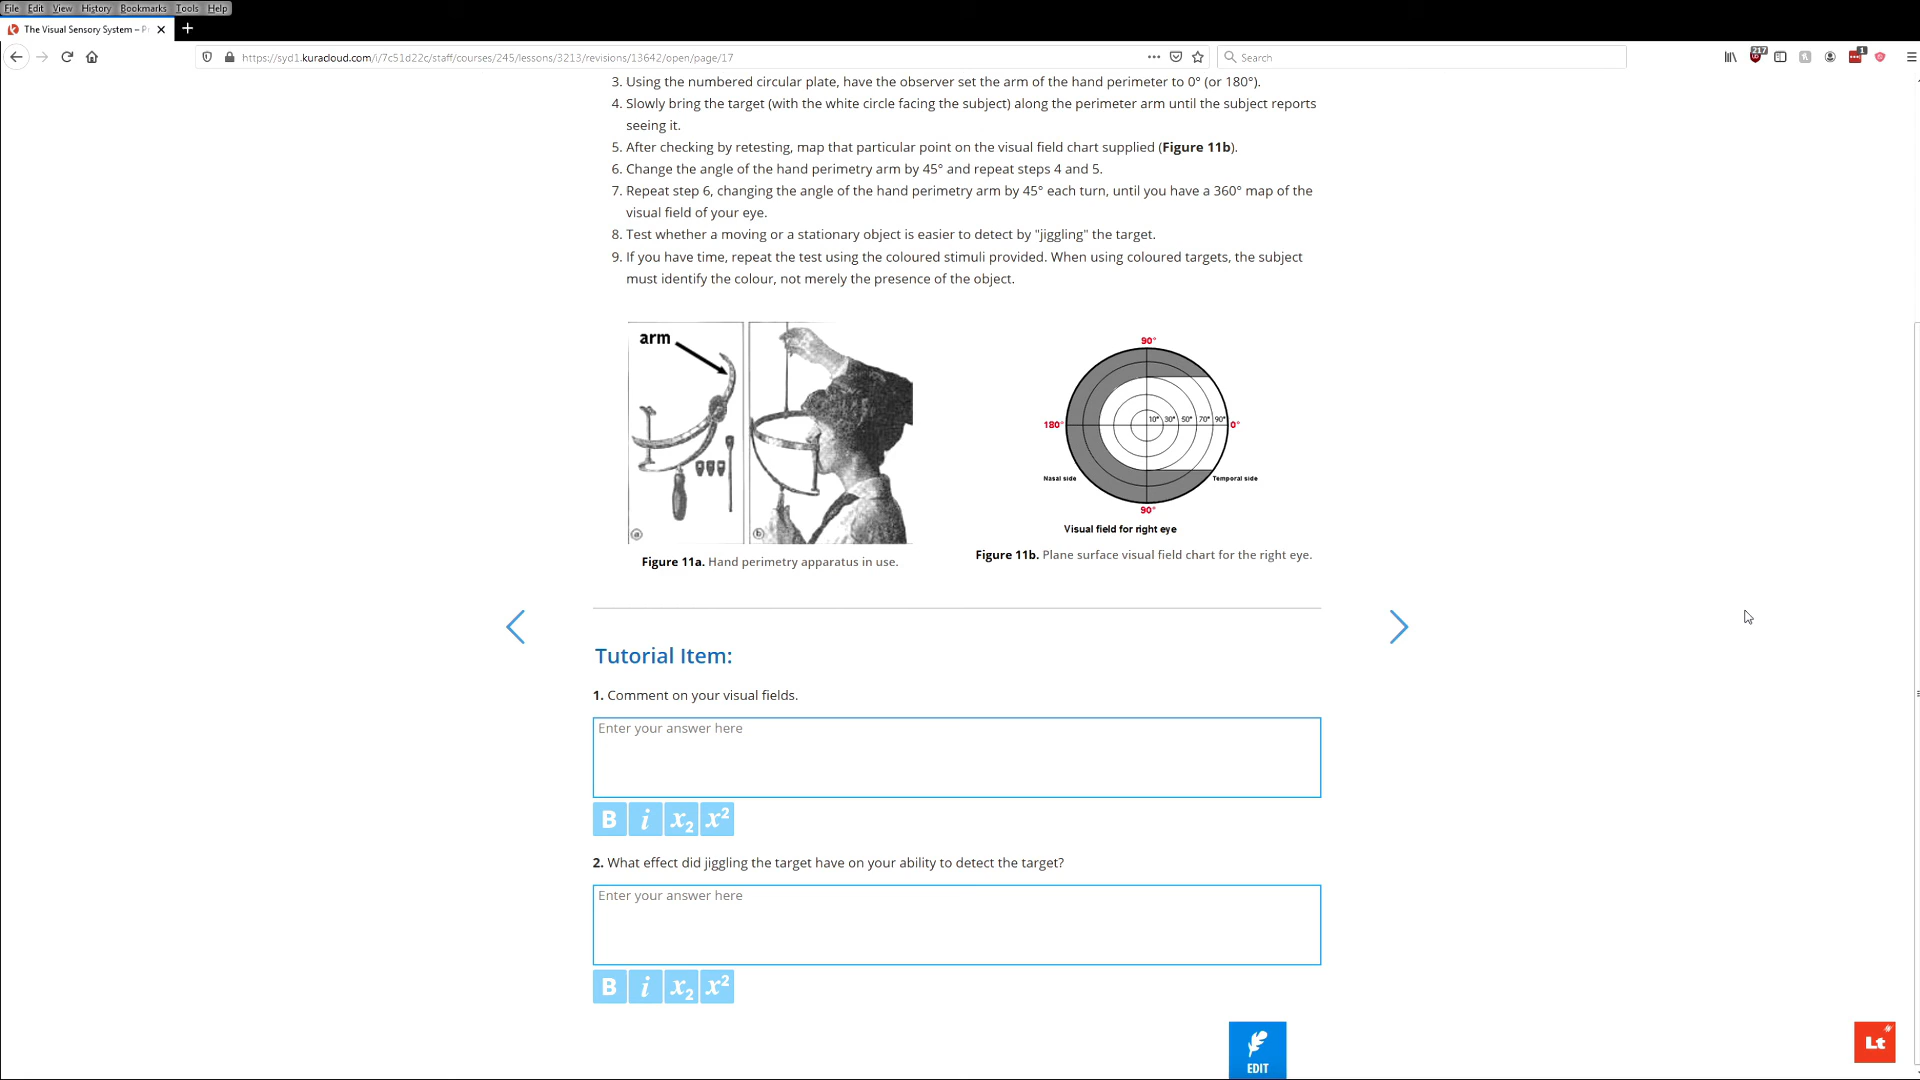 File Edit View History Bookmarks Tools Help
The Visual Sensory System – P
https://syd1.kuracloud.com/i/7c51d22c/staff/courses/245/lessons/3213/revisions/13642/open/page/17
Search
217
1
3. Using the numbered circular plate, have the observer set the arm of the hand perimeter to 0° (or 180°).
4. Slowly bring the target (with the white circle facing the subject) along the perimeter arm until the subject reports
seeing it.
5. After checking by retesting, map that particular point on the visual field chart supplied (Figure 11b).
6. Change the angle of the hand perimetry arm by 45° and repeat steps 4 and 5.
7. Repeat step 6, changing the angle of the hand perimetry arm by 45° each turn, until you have a 360° map of the
visual field of your eye.
8. Test whether a moving or a stationary object is easier to detect by "jiggling" the target.
9. If you have time, repeat the test using the coloured stimuli provided. When using coloured targets, the subject
must identify the colour, not merely the presence of the object.
arm
a
b
90°
180°
10° 30° 50° 70° 90°
0°
Nasal side
Temporal side
90°
Visual field for right eye
Figure 11a. Hand perimetry apparatus in use.
Figure 11b. Plane surface visual field chart for the right eye.
Tutorial Item:
1. Comment on your visual fields.
Enter your answer here
B i x2 x2
2. What effect did jiggling the target have on your ability to detect the target?
Enter your answer here
B i x2 x2
EDIT
Lt